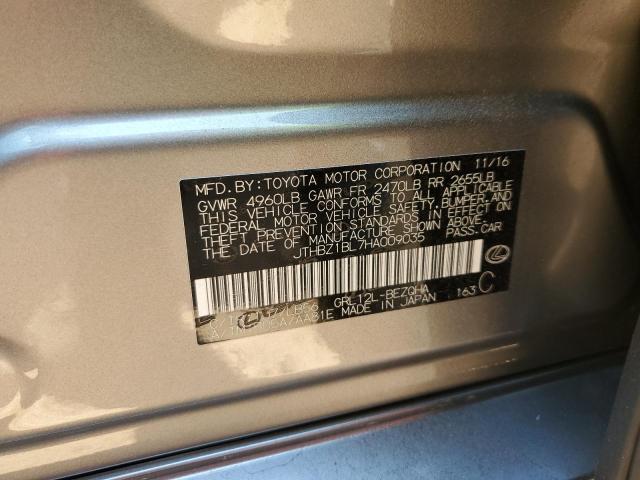 MFD. BY: TOYOTA MOTOR CORPORATION 11/16
GVWR 4960LB GAWR FR 2470LB RR 2655LB
THIS VEHICLE CONFORMS TO ALL APPLICABLE
FEDERAL MOTOR VEHICLE SAFETY, BUMPER, AND
THEFT PREVENTION STANDARDS IN EFFECT ON
THE DATE OF MANUFACTURE SHOWN ABOVE.
JTHBZ1BL7HA009035 PASS.CAR
GRL12L-BEZQHA 163 C
MADE IN JAPAN